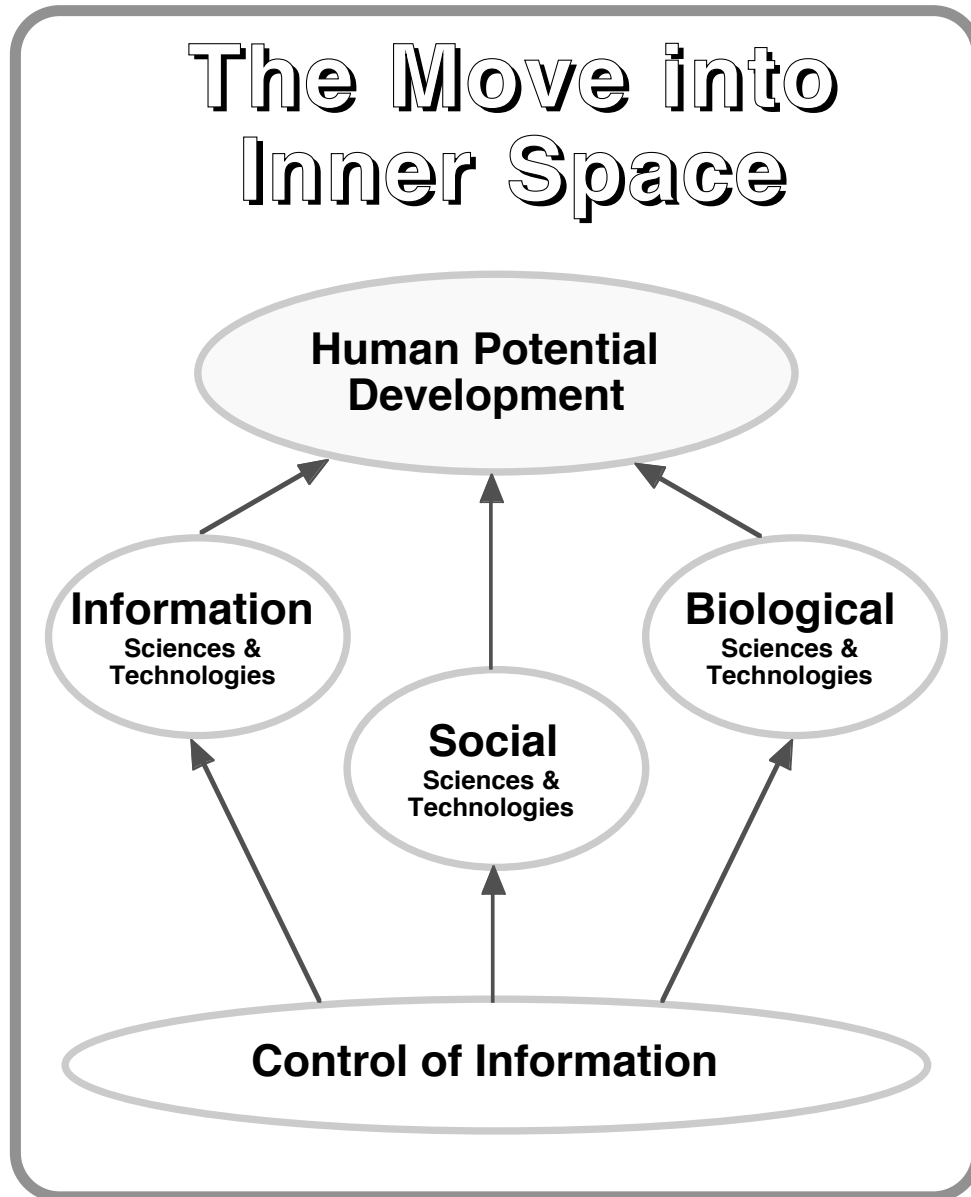 The Move into
Inner Space
Human Potential
Development
Information
Sciences &
Technologies
Biological
Sciences &
Technologies
Social
Sciences &
Technologies
Control of Information